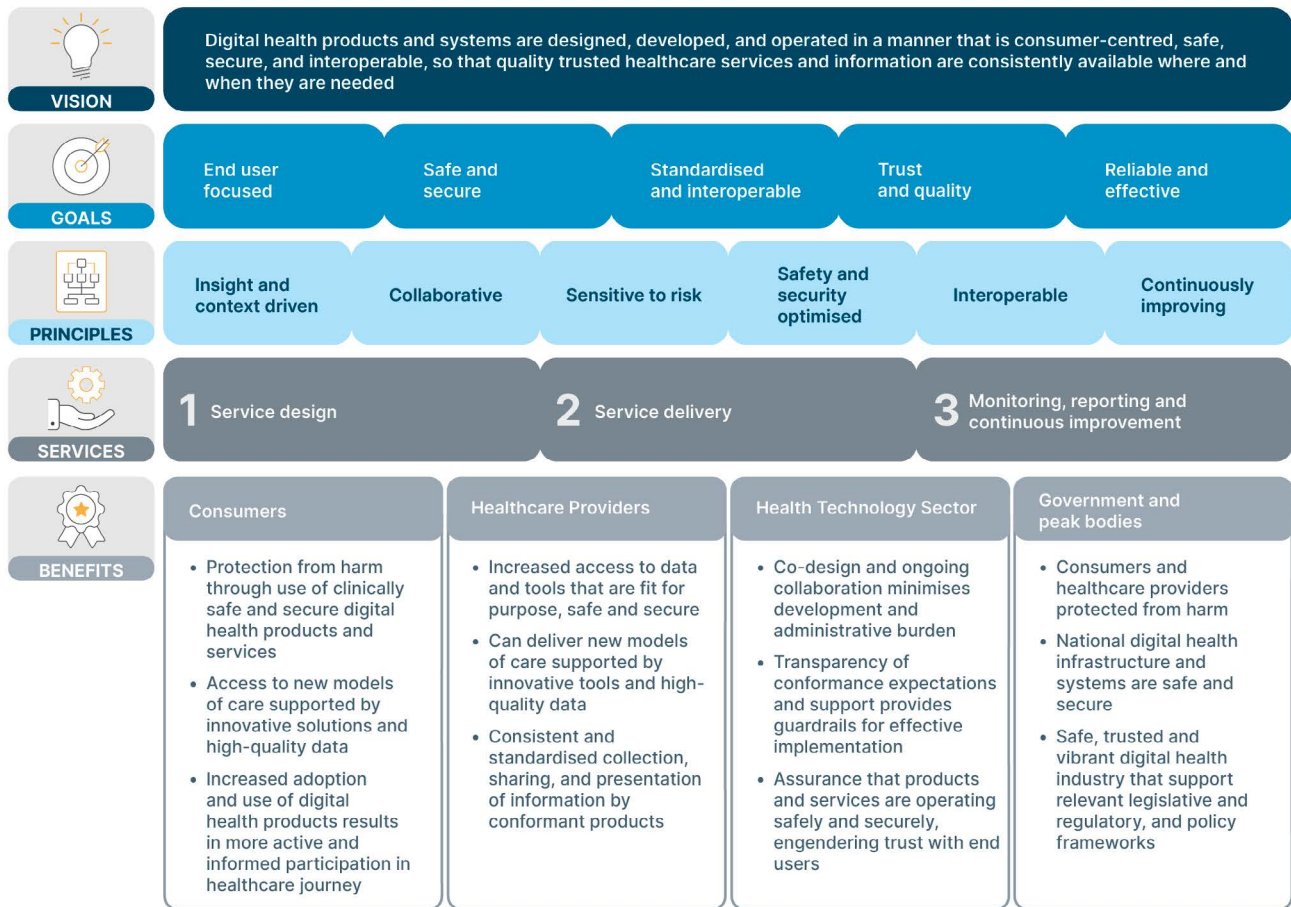 VISION
Digital health products and systems are designed, developed, and operated in a manner that is consumer-centred, safe,
secure, and interoperable, so that quality trusted healthcare services and information are consistently available where and
when they are needed
GOALS
End user
focused
Safe and
secure
Standardised
and interoperable
Trust
and quality
Reliable and
effective
PRINCIPLES
Insight and
context driven
Collaborative
Sensitive to risk
Safety and
security
optimised
Interoperable
Continuously
improving
SERVICES
1 Service design
2 Service delivery
3 Monitoring, reporting and
continuous improvement
BENEFITS
Consumers
• Protection from harm
through use of clinically
safe and secure digital
health products and
services
• Access to new models
of care supported by
innovative solutions and
high-quality data
• Increased adoption
and use of digital
health products results
in more active and
informed participation in
healthcare journey
Healthcare Providers
• Increased access to data
and tools that are fit for
purpose, safe and secure
• Can deliver new models
of care supported by
innovative tools and high-
quality data
• Consistent and
standardised collection,
sharing, and presentation
of information by
conformant products
Health Technology Sector
• Co-design and ongoing
collaboration minimises
development and
administrative burden
• Transparency of
conformance expectations
and support provides
guardrails for effective
implementation
• Assurance that products
and services are operating
safely and securely,
engendering trust with end
users
Government and
peak bodies
• Consumers and
healthcare providers
protected from harm
• National digital health
infrastructure and
systems are safe and
secure
• Safe, trusted and
vibrant digital health
industry that support
relevant legislative and
regulatory, and policy
frameworks